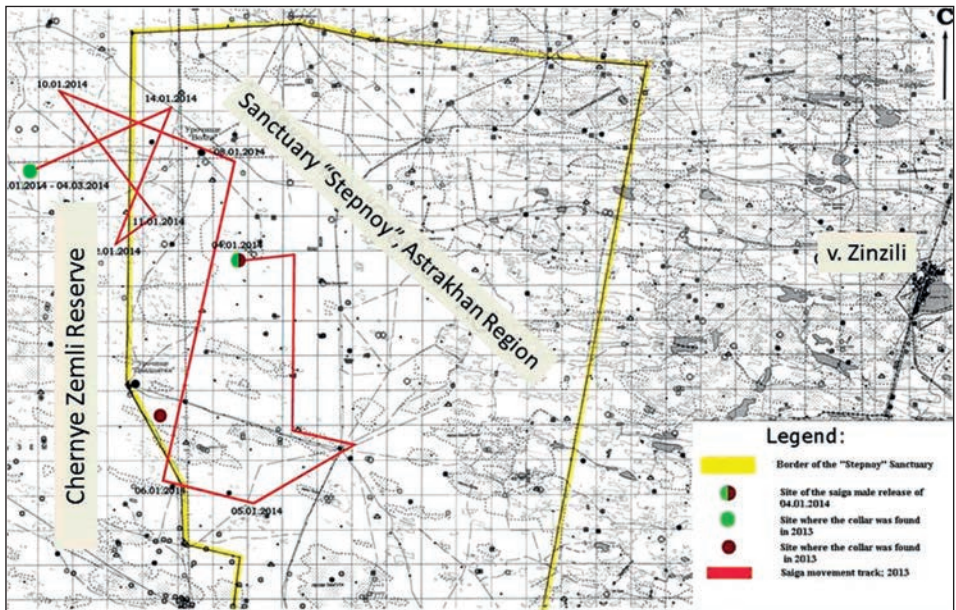 С
10.01.2014
14.01.2014
Sanctuary "Stepnoy", Astrakhan Region
08.01.2014
.01.2014 - 04.03.2014
11.01.2014
2.01.2014
04.01.2014
v. Zinzili
Chernye Zemli Reserve
06.01.2014
05.01.2014
Legend:
Border of the "Stepnoy" Sanctuary
Site of the saiga male release of
04.01.2014
Site where the collar was found
in 2013
Site where the collar was found
in 2013
Saiga movement track; 2013